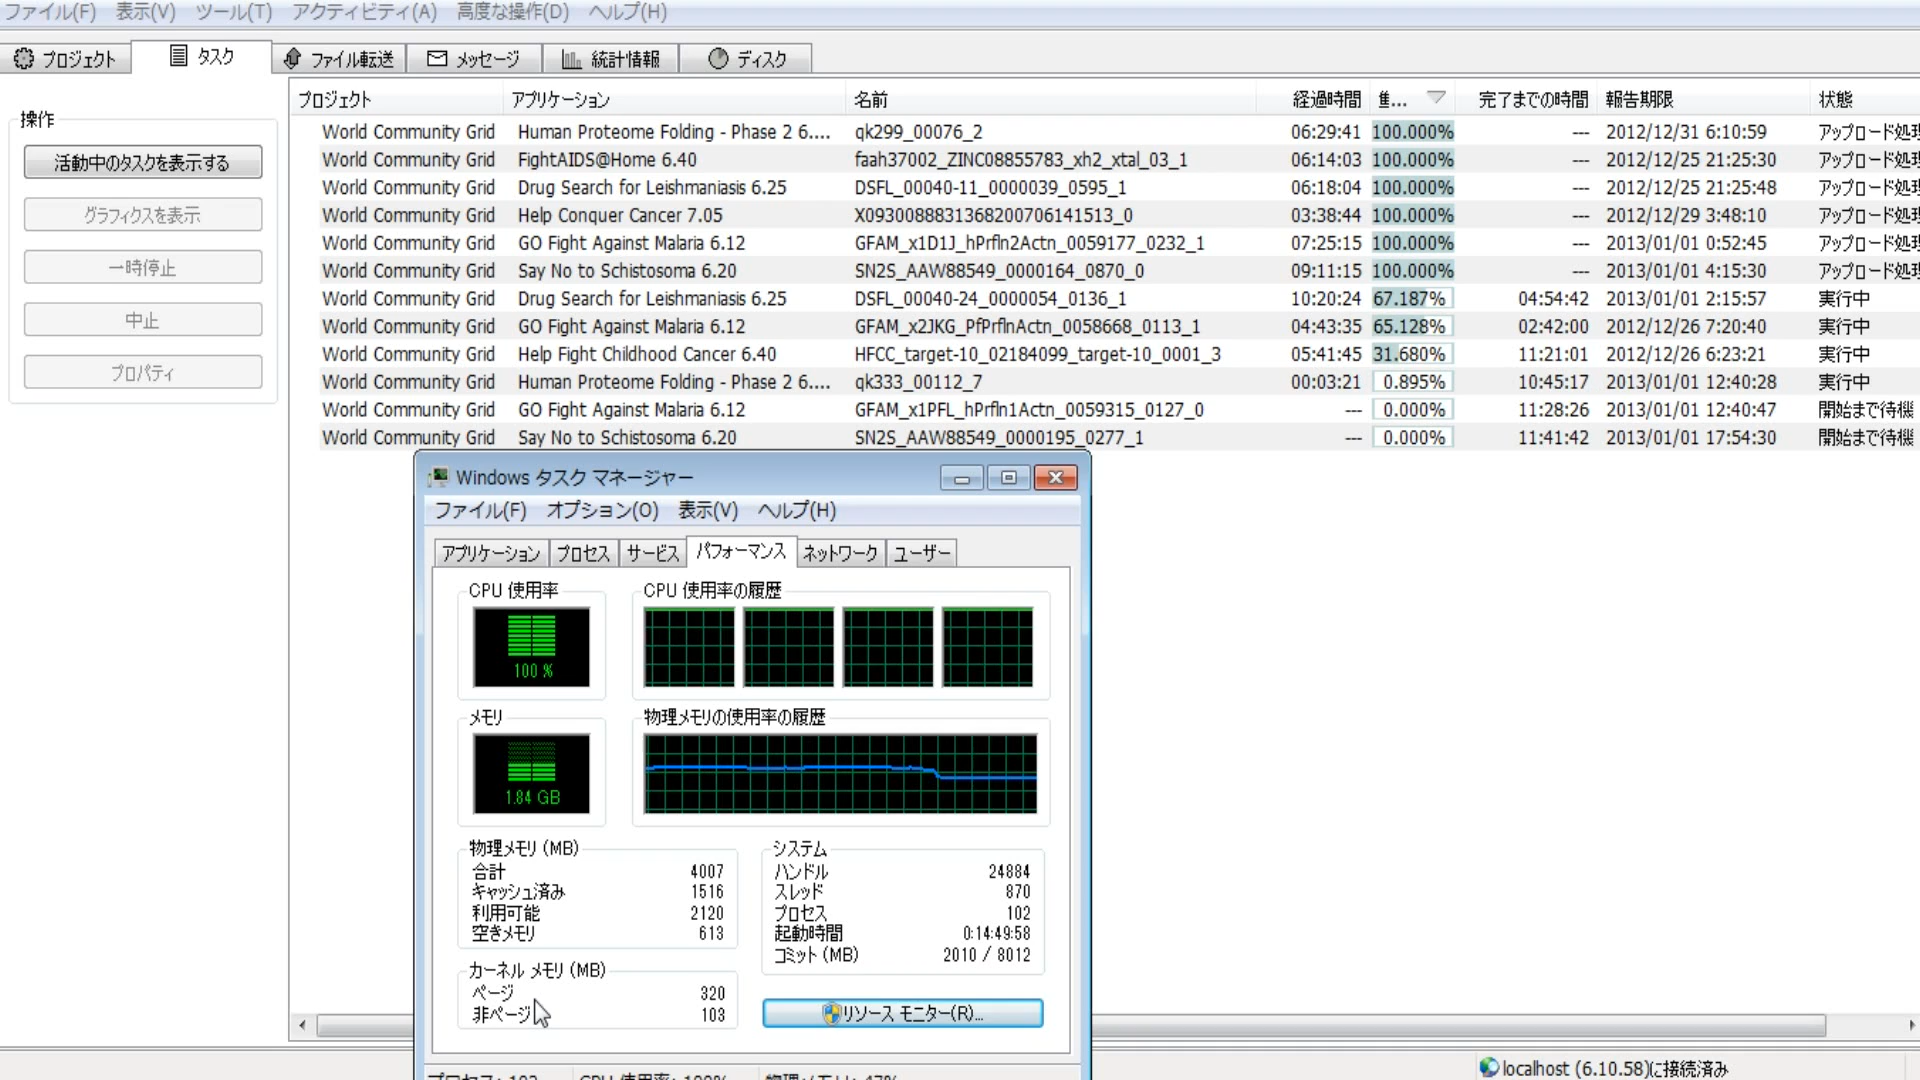 ファイル(F) 表示(V) ツール(T) アクティビティ(A) 高度な操作(D) ヘルプ(H)
プロジェクト タスク ファイル転送 メッセージ 統計情報 ディスク
操作
活動中のタスクを表示する
グラフィクスを表示
一時停止
中止
プロパティ
プロジェクト アプリケーション 名前 経過時間 進... 完了までの時間 報告期限 状態
World Community Grid Human Proteome Folding - Phase 2 6.... qk299_00076_2 06:29:41 100.000% --- 2012/12/31 6:10:59 アップロード処理
World Community Grid FightAIDS@Home 6.40 faah37002_ZINC08855783_xh2_xtal_03_1 06:14:03 100.000% --- 2012/12/25 21:25:30 アップロード処理
World Community Grid Drug Search for Leishmaniasis 6.25 DSFL_00040-11_0000039_0595_1 06:18:04 100.000% --- 2012/12/25 21:25:48 アップロード処理
World Community Grid Help Conquer Cancer 7.05 X0930088831368200706141513_0 03:38:44 100.000% --- 2012/12/29 3:48:10 アップロード処理
World Community Grid GO Fight Against Malaria 6.12 GFAM_x1D1J_hPrfln2Actn_0059177_0232_1 07:25:15 100.000% --- 2013/01/01 0:52:45 アップロード処理
World Community Grid Say No to Schistosoma 6.20 SN2S_AAW88549_0000164_0870_0 09:11:15 100.000% --- 2013/01/01 4:15:30 アップロード処理
World Community Grid Drug Search for Leishmaniasis 6.25 DSFL_00040-24_0000054_0136_1 10:20:24 67.187% 04:54:42 2013/01/01 2:15:57 実行中
World Community Grid GO Fight Against Malaria 6.12 GFAM_x2JKG_PfPrflnActn_0058668_0113_1 04:43:35 65.128% 02:42:00 2012/12/26 7:20:40 実行中
World Community Grid Help Fight Childhood Cancer 6.40 HFCC_target-10_02184099_target-10_0001_3 05:41:45 31.680% 11:21:01 2012/12/26 6:23:21 実行中
World Community Grid Human Proteome Folding - Phase 2 6.... qk333_00112_7 00:03:21 0.895% 10:45:17 2013/01/01 12:40:28 実行中
World Community Grid GO Fight Against Malaria 6.12 GFAM_x1PFL_hPrfln1Actn_0059315_0127_0 --- 0.000% 11:28:26 2013/01/01 12:40:47 開始まで待機
World Community Grid Say No to Schistosoma 6.20 SN2S_AAW88549_0000195_0277_1 --- 0.000% 11:41:42 2013/01/01 17:54:30 開始まで待機
Windows タスク マネージャー
ファイル(F) オプション(O) 表示(V) ヘルプ(H)
アプリケーション プロセス サービス パフォーマンス ネットワーク ユーザー
CPU 使用率 CPU 使用率の履歴
100 %
メモリ 物理メモリの使用率の履歴
1.84 GB
物理メモリ (MB)
合計 4007
キャッシュ済み 1516
利用可能 2120
空きメモリ 613
システム
ハンドル 24884
スレッド 870
プロセス 102
起動時間 0:14:49:58
コミット (MB) 2010 / 8012
カーネル メモリ (MB)
ページ 320
非ページ 103
リソース モニター(R)...
プロセス: 102 CPU 使用率: 100% 物理メモリ: 47%
localhost (6.10.58)に接続済み